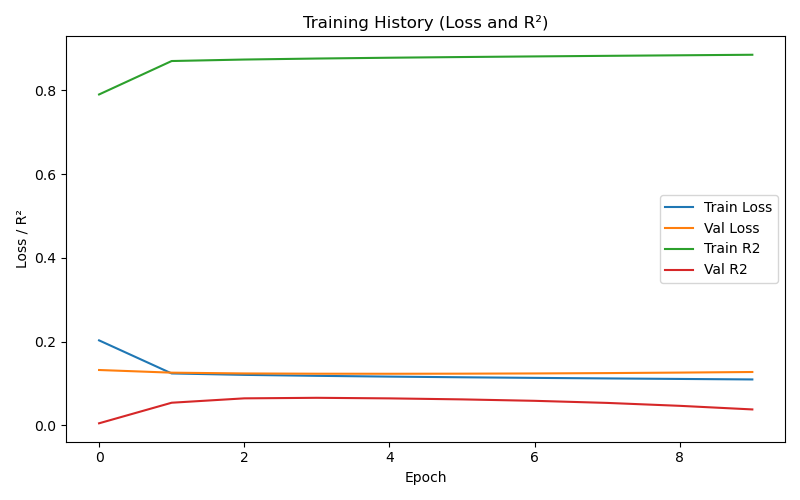 Training History (Loss and R²)
Loss / R²
0.8
0.6
0.4
0.2
0.0
Train Loss
Val Loss
Train R2
Val R2
0 2 4 6 8
Epoch